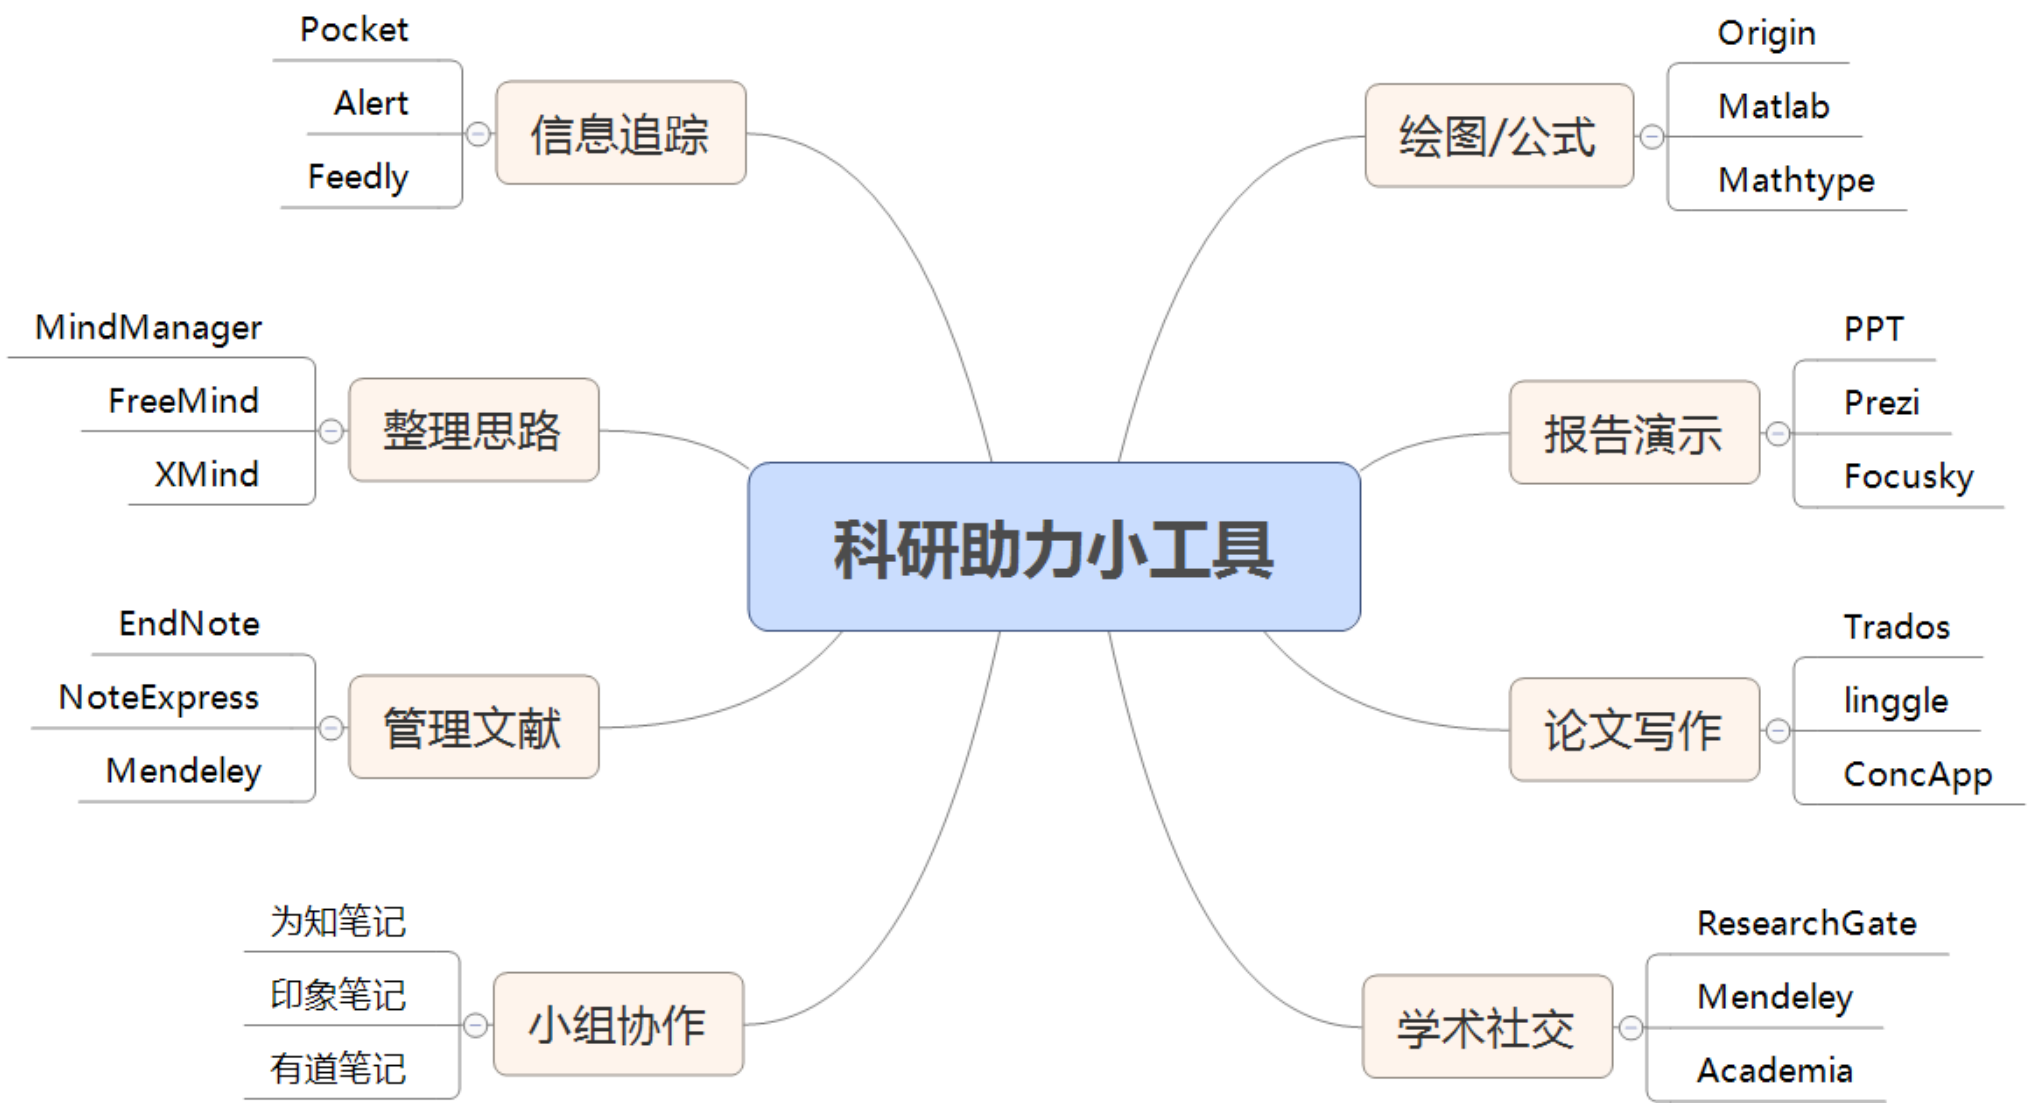 科研助力小工具
信息追踪
Pocket
Alert
Feedly
整理思路
MindManager
FreeMind
XMind
管理文献
EndNote
NoteExpress
Mendeley
小组协作
为知笔记
印象笔记
有道笔记
绘图/公式
Origin
Matlab
Mathtype
报告演示
PPT
Prezi
Focusky
论文写作
Trados
linggle
ConcApp
学术社交
ResearchGate
Mendeley
Academia